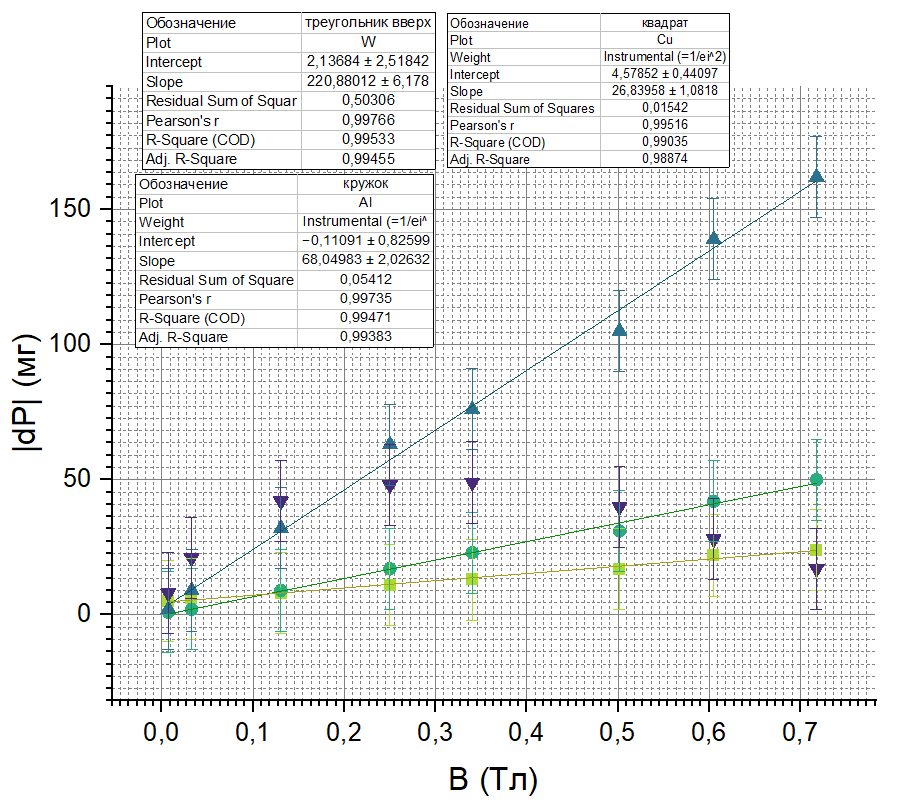 Обозначение треугольник вверх
Plot W
Intercept 2,13684 ± 2,51842
Slope 220,88012 ± 6,178
Residual Sum of Squar 0,50306
Pearson's r 0,99766
R-Square (COD) 0,99533
Adj. R-Square 0,99455
Обозначение квадрат
Plot Cu
Weight Instrumental (=1/ei^2)
Intercept 4,57852 ± 0,44097
Slope 26,83958 ± 1,0818
Residual Sum of Squares 0,01542
Pearson's r 0,99516
R-Square (COD) 0,99035
Adj. R-Square 0,98874
Обозначение кружок
Plot Al
Weight Instrumental (=1/ei^
Intercept −0,11091 ± 0,82599
Slope 68,04983 ± 2,02632
Residual Sum of Square 0,05412
Pearson's r 0,99735
R-Square (COD) 0,99471
Adj. R-Square 0,99383
|dP| (мг)
150
100
50
0
0,0 0,1 0,2 0,3 0,4 0,5 0,6 0,7
B (Тл)